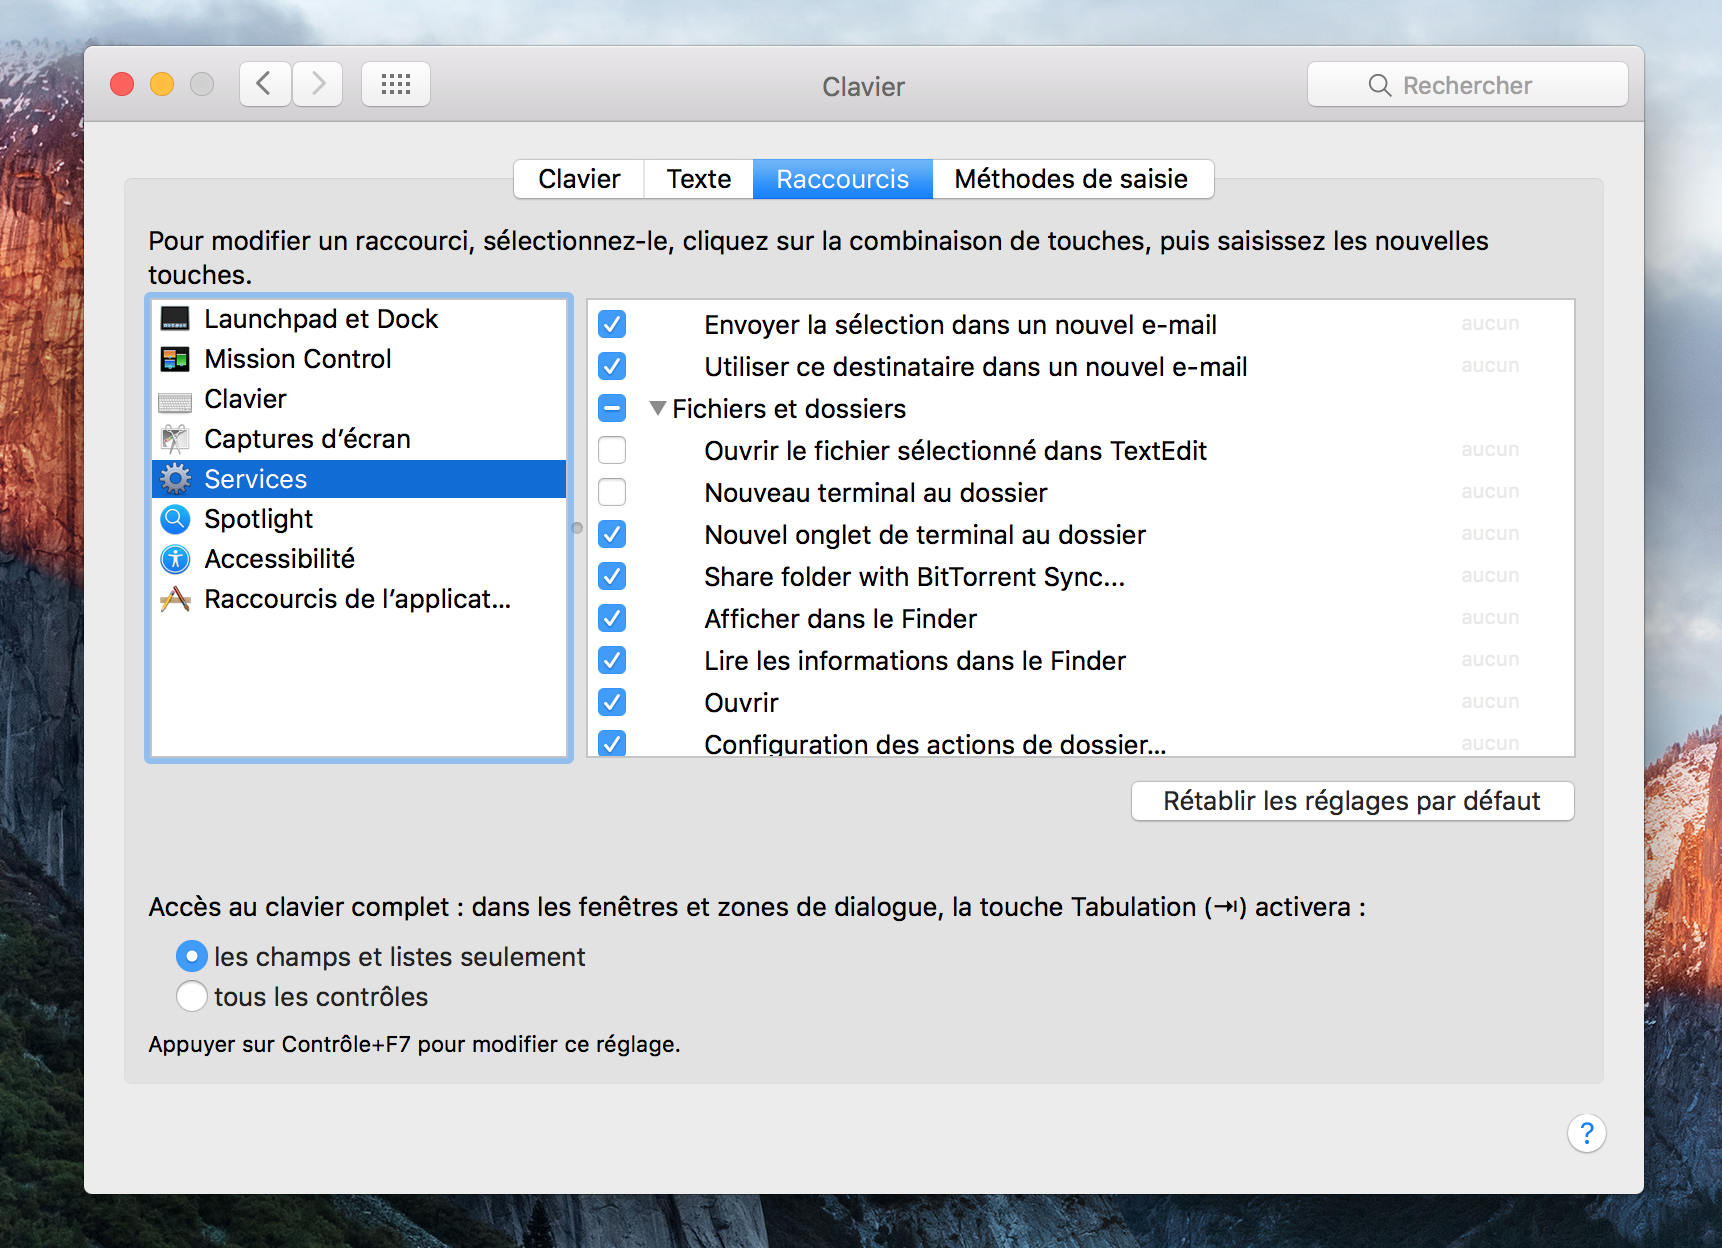 Clavier
Rechercher
Clavier
Texte
Raccourcis
Méthodes de saisie
Pour modifier un raccourci, sélectionnez-le, cliquez sur la combinaison de touches, puis saisissez les nouvelles
touches.
Launchpad et Dock
Mission Control
Clavier
Captures d’écran
Services
Spotlight
Accessibilité
Raccourcis de l’applicat...
Envoyer la sélection dans un nouvel e-mail aucun
Utiliser ce destinataire dans un nouvel e-mail aucun
Fichiers et dossiers
Ouvrir le fichier sélectionné dans TextEdit aucun
Nouveau terminal au dossier aucun
Nouvel onglet de terminal au dossier aucun
Share folder with BitTorrent Sync... aucun
Afficher dans le Finder aucun
Lire les informations dans le Finder aucun
Ouvrir aucun
Configuration des actions de dossier... aucun
Rétablir les réglages par défaut
Accès au clavier complet : dans les fenêtres et zones de dialogue, la touche Tabulation (⇥) activera :
les champs et listes seulement
tous les contrôles
Appuyer sur Contrôle+F7 pour modifier ce réglage.
?